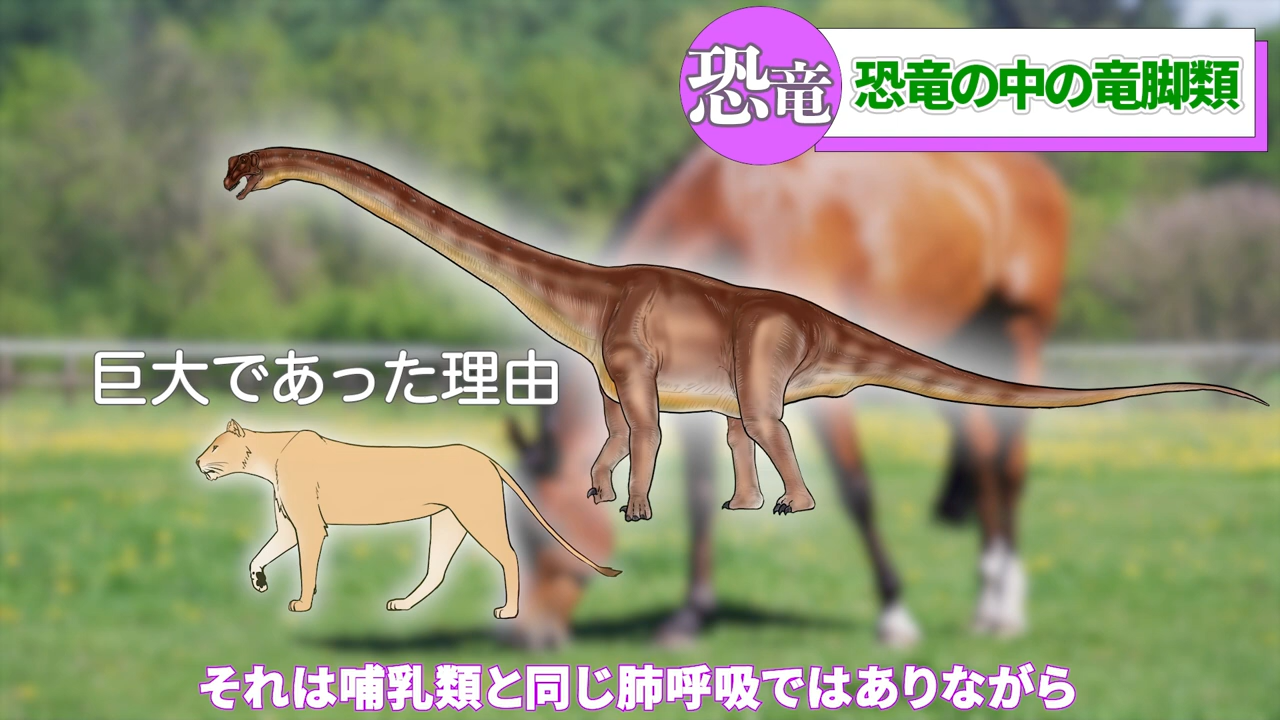 恐竜
恐竜の中の竜脚類
巨大であった理由
それは哺乳類と同じ肺呼吸ではありながら